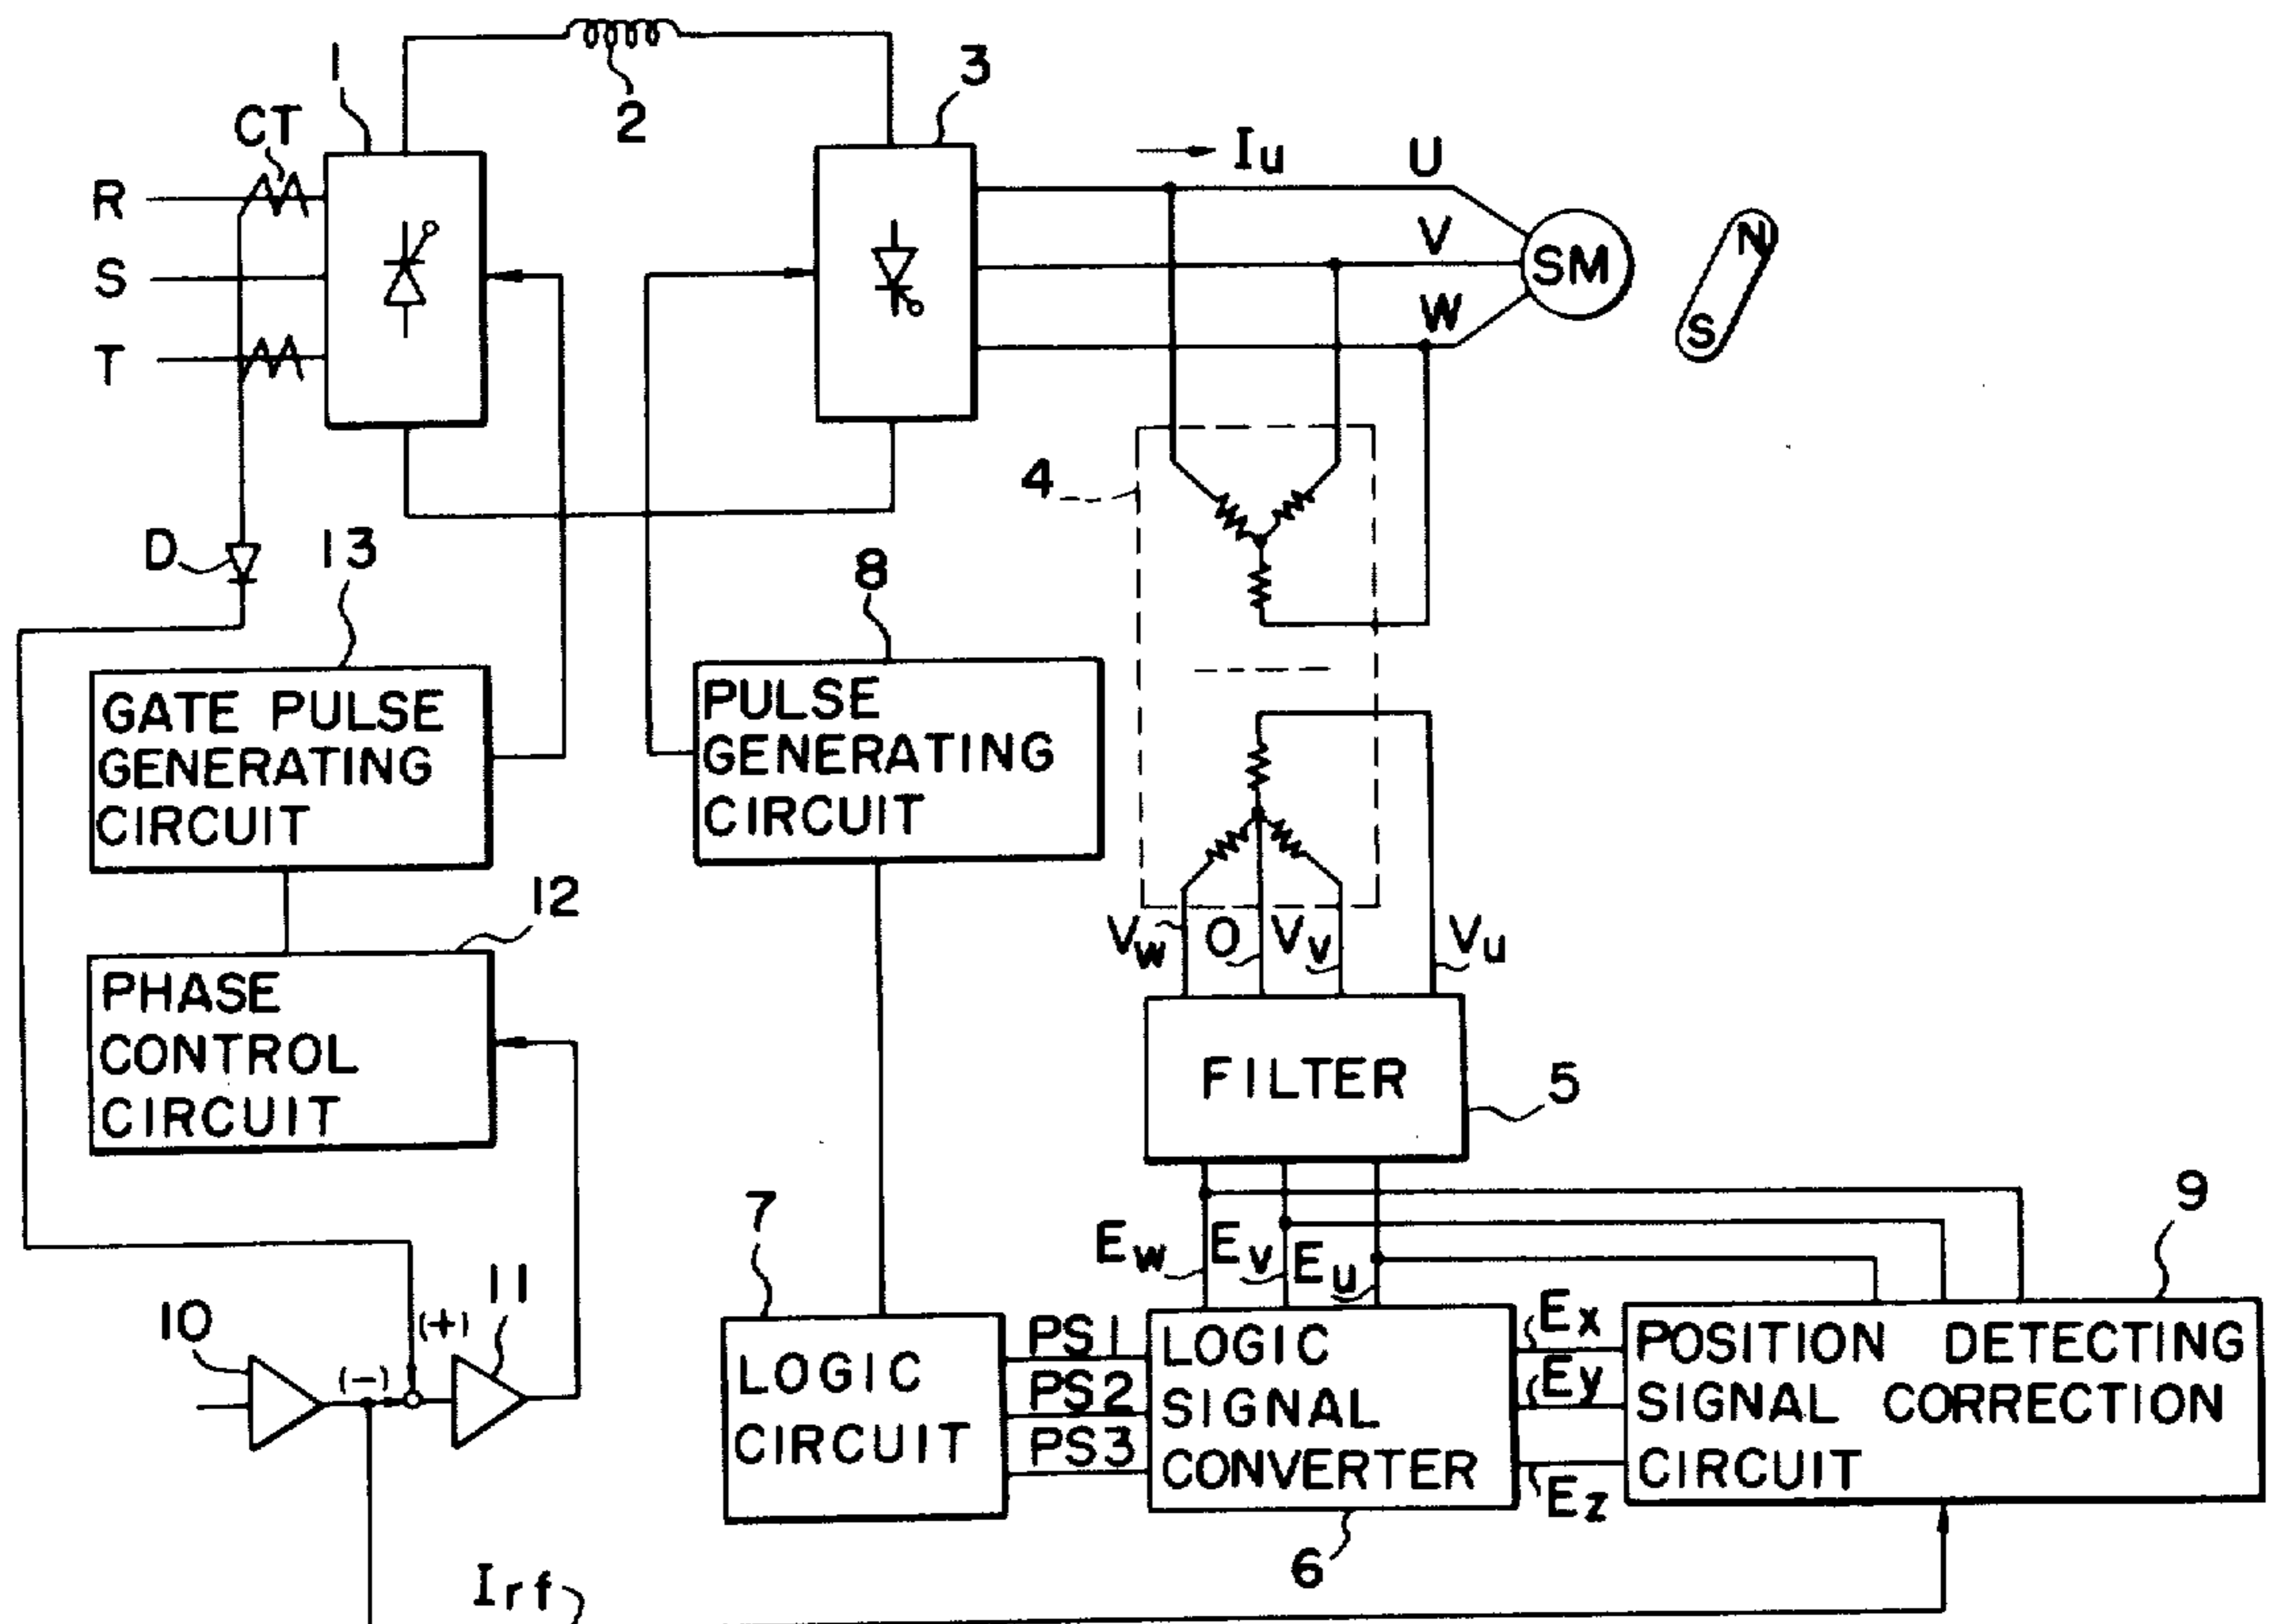 1
2
3
CT
Iu
U
R
V
N
S
SM
W
S
T
4
D
13
8
GATE PULSE
GENERATING
CIRCUIT
PULSE
GENERATING
CIRCUIT
12
Vw
O
Vv
Vu
PHASE
CONTROL
CIRCUIT
FILTER
5
7
9
Ew
Ev
Eu
10
(+)
11
(-)
LOGIC
CIRCUIT
PS1
PS2
PS3
LOGIC
SIGNAL
CONVERTER
Ex
Ey
Ez
POSITION DETECTING
SIGNAL CORRECTION
CIRCUIT
6
Irf